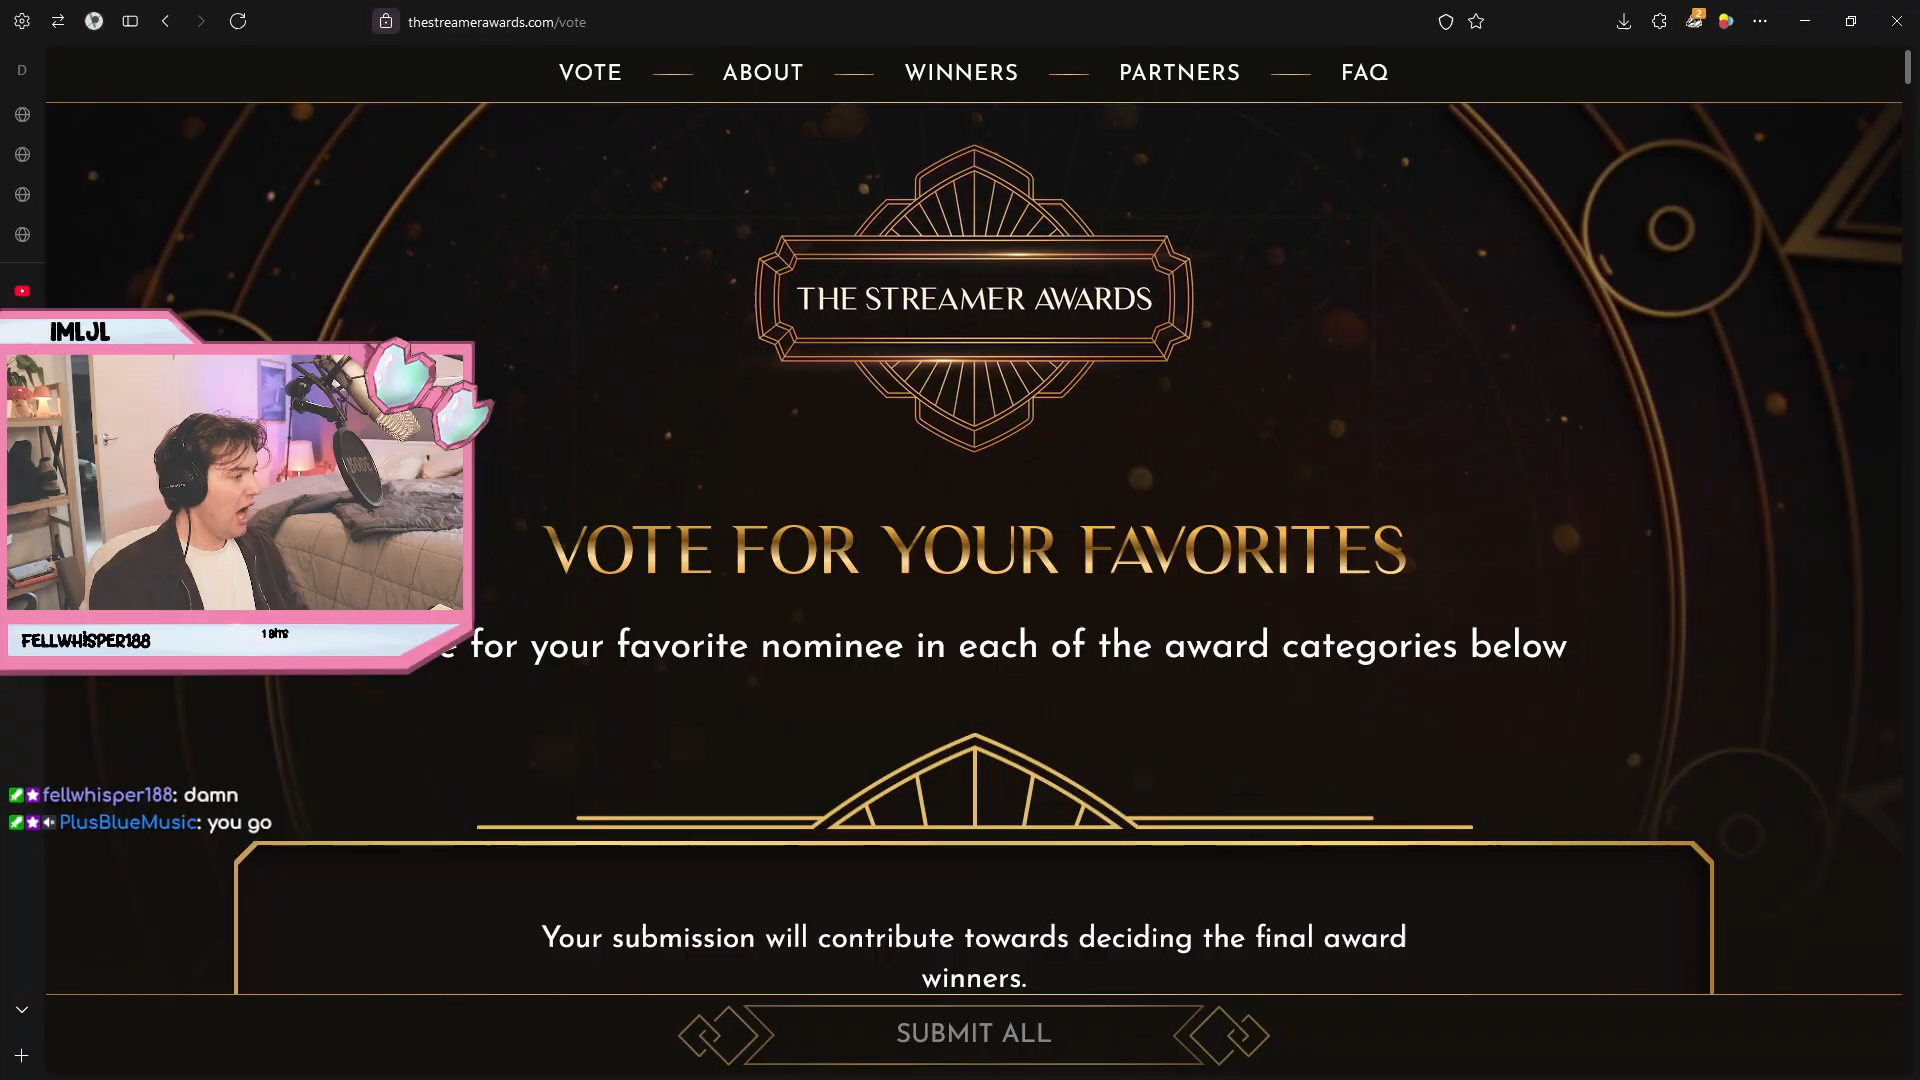 thestreamerawards.com/vote
2
D
VOTE
ABOUT
WINNERS
PARTNERS
FAQ
THE STREAMER AWARDS
IMLJL
RODE
VOTE FOR YOUR FAVORITES
FELLWHISPER188
1 BITS
e for your favorite nominee in each of the award categories below
fellwhisper188: damn
PlusBlueMusic: you go
Your submission will contribute towards deciding the final award
winners.
SUBMIT ALL